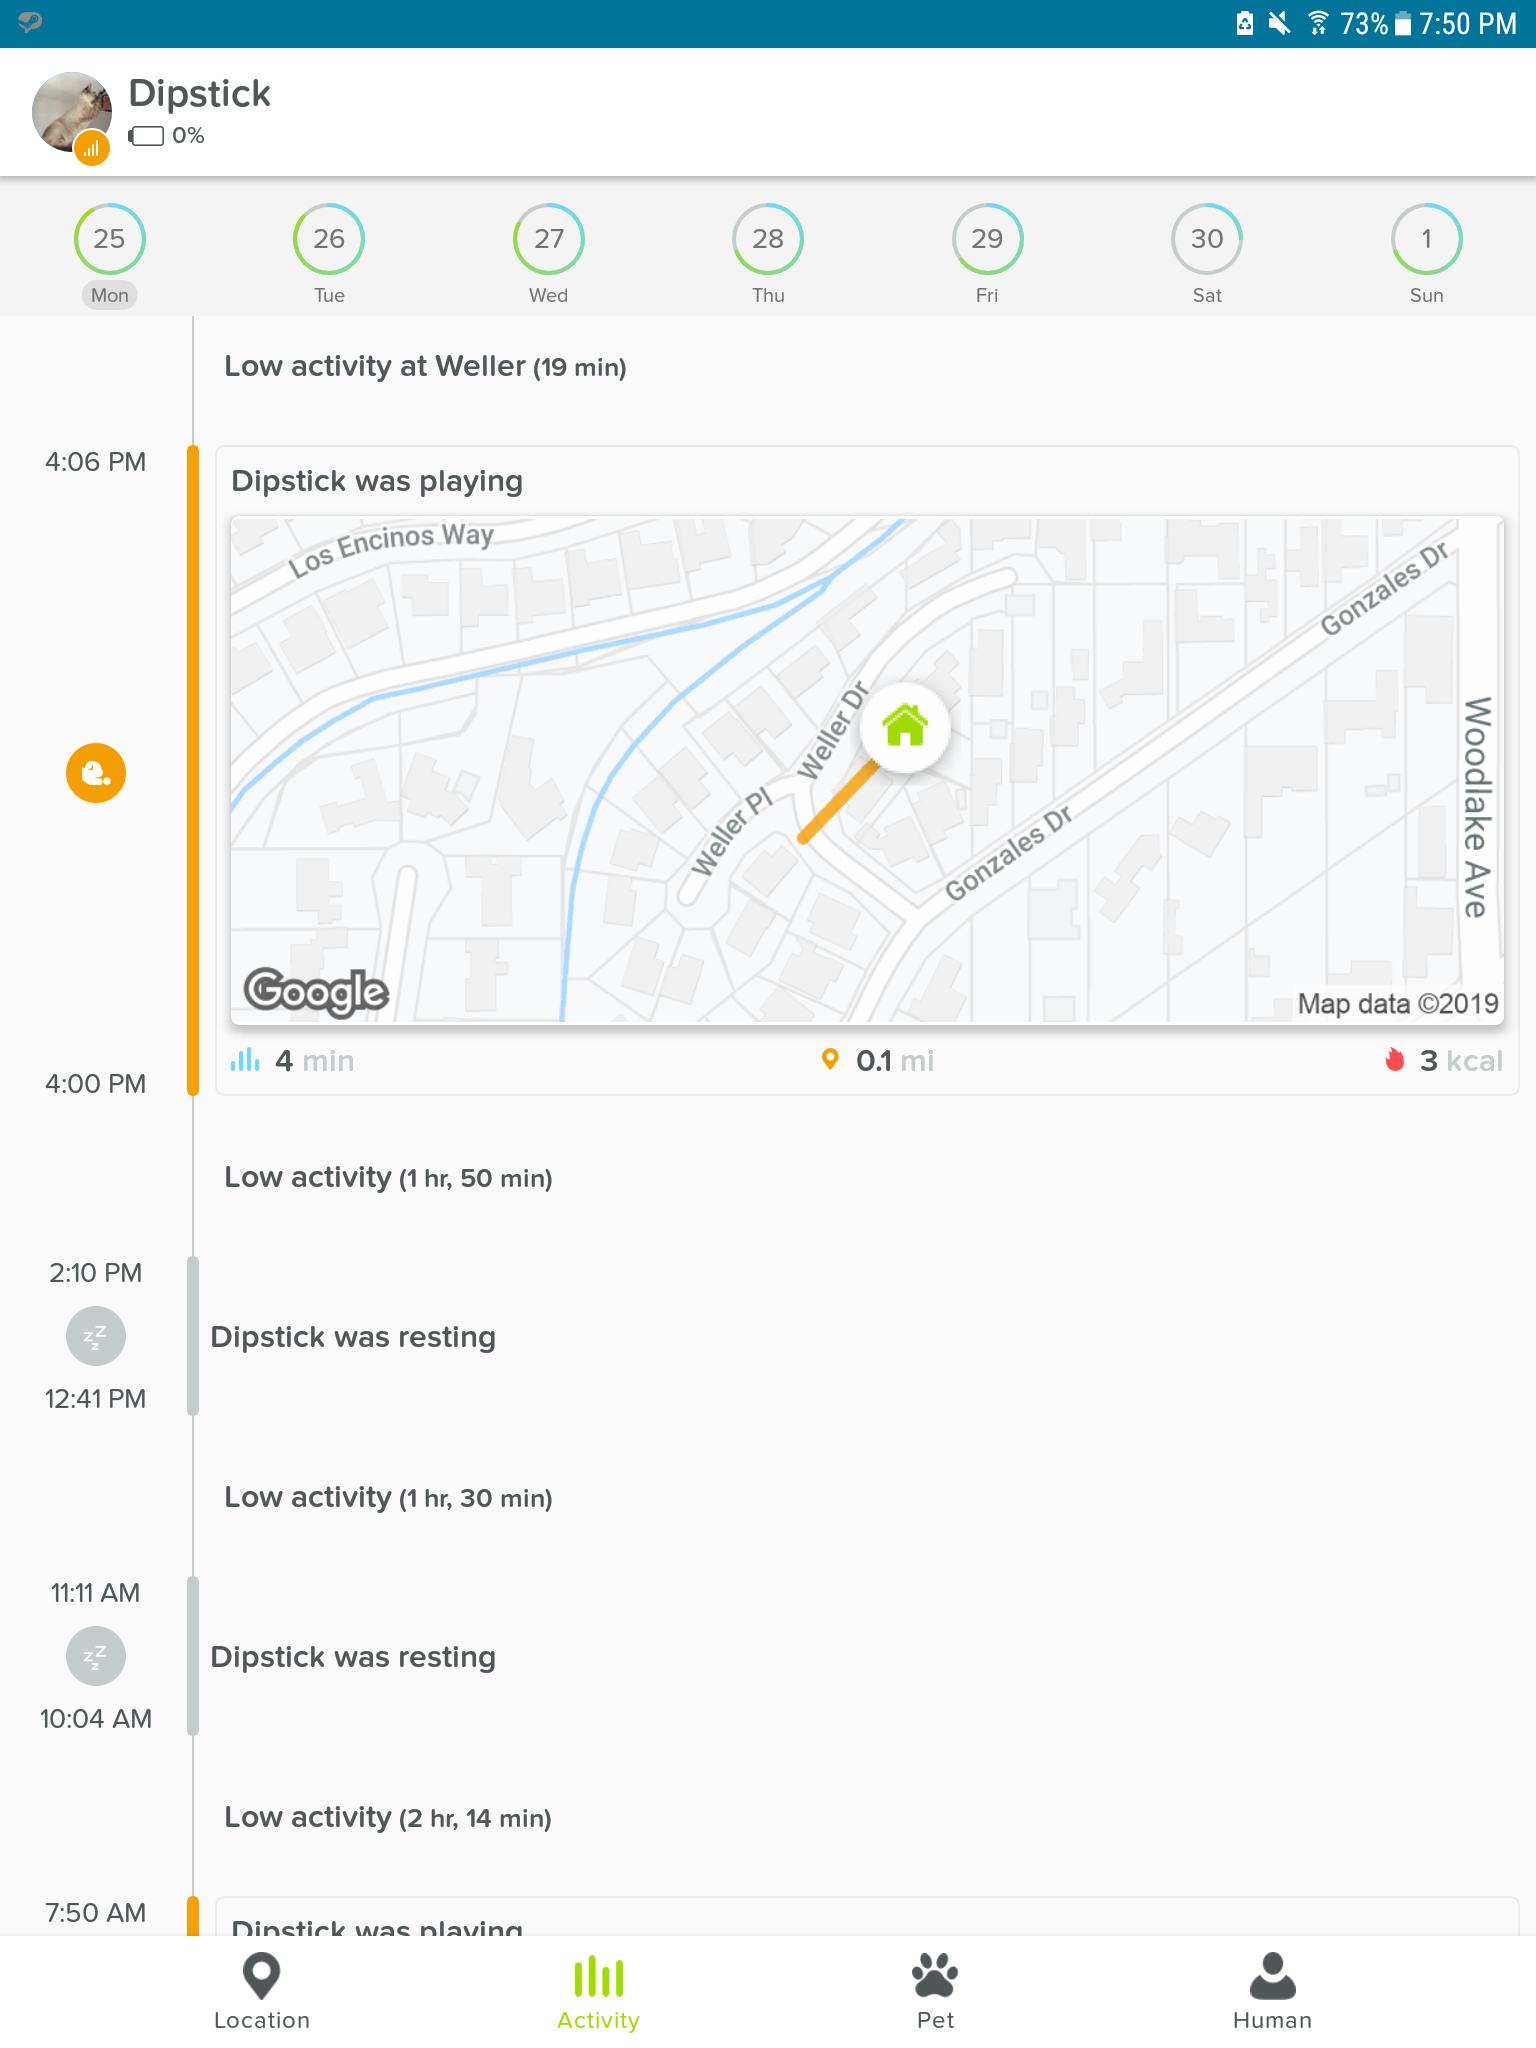 73% 7:50 PM
Dipstick
0%
25 26 27 28 29 30 1
Mon Tue Wed Thu Fri Sat Sun
Low activity at Weller (19 min)
4:06 PM
Dipstick was playing
Los Encinos Way
Gonzales Dr
Weller Dr
Woodlake Ave
Weller Pl
Gonzales Dr
Google
Map data ©2019
4 min 0.1 mi 3 kcal
4:00 PM
Low activity (1 hr, 50 min)
2:10 PM
zzz
Dipstick was resting
12:41 PM
Low activity (1 hr, 30 min)
11:11 AM
zzz
Dipstick was resting
10:04 AM
Low activity (2 hr, 14 min)
7:50 AM
Dipstick was playing
Location Activity Pet Human